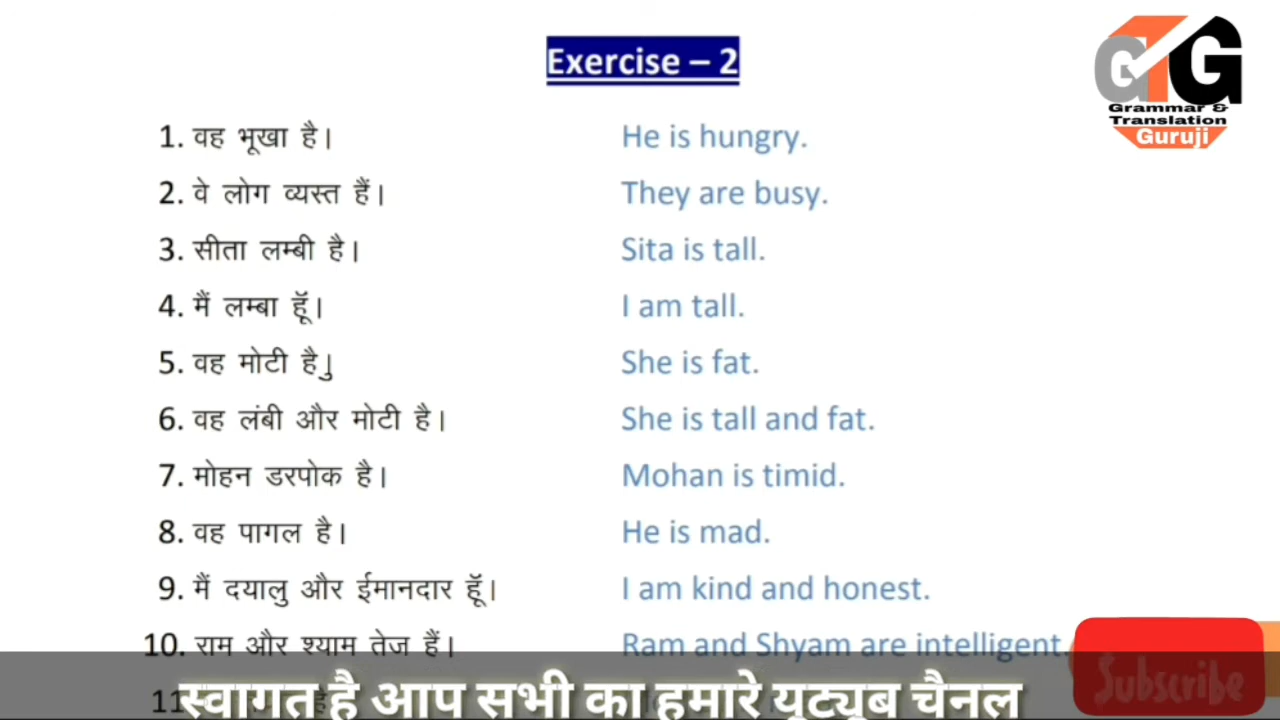 Exercise – 2
GTG
Grammar &
Translation
Guruji
1. वह भूखा है। He is hungry.
2. वे लोग व्यस्त हैं। They are busy.
3. सीता लम्बी है। Sita is tall.
4. मैं लम्बा हूॅं। I am tall.
5. वह मोटी है। She is fat.
6. वह लंबी और मोटी है। She is tall and fat.
7. मोहन डरपोक है। Mohan is timid.
8. वह पागल है। He is mad.
9. मैं दयालु और ईमानदार हूॅं। I am kind and honest.
10. राम और श्याम तेज हैं। Ram and Shyam are intelligent.
11
स्वागत है आप सभी का हमारे यूट्यूब चैनल
Subscribe